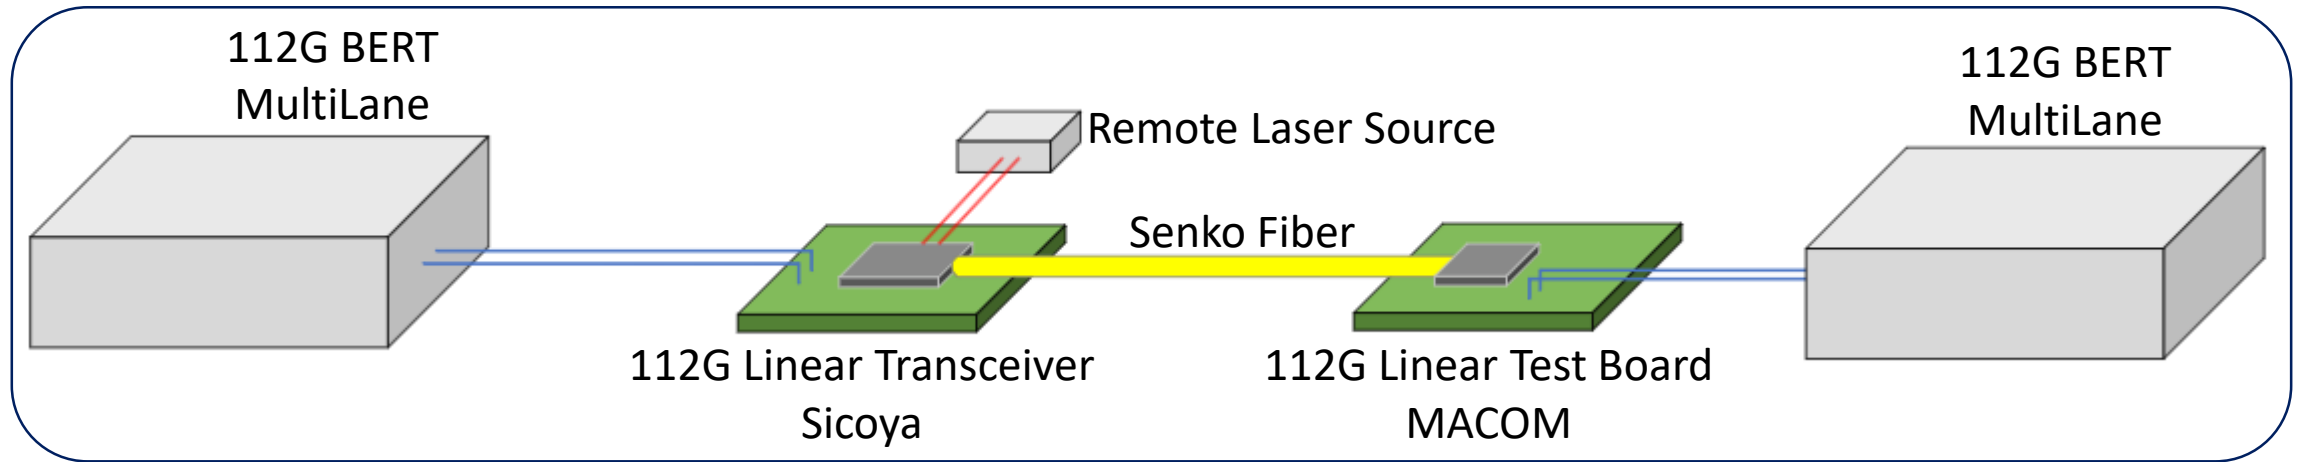 112G BERT
MultiLane
Remote Laser Source
Senko Fiber
112G Linear Transceiver
Sicoya
112G Linear Test Board
MACOM
112G BERT
MultiLane